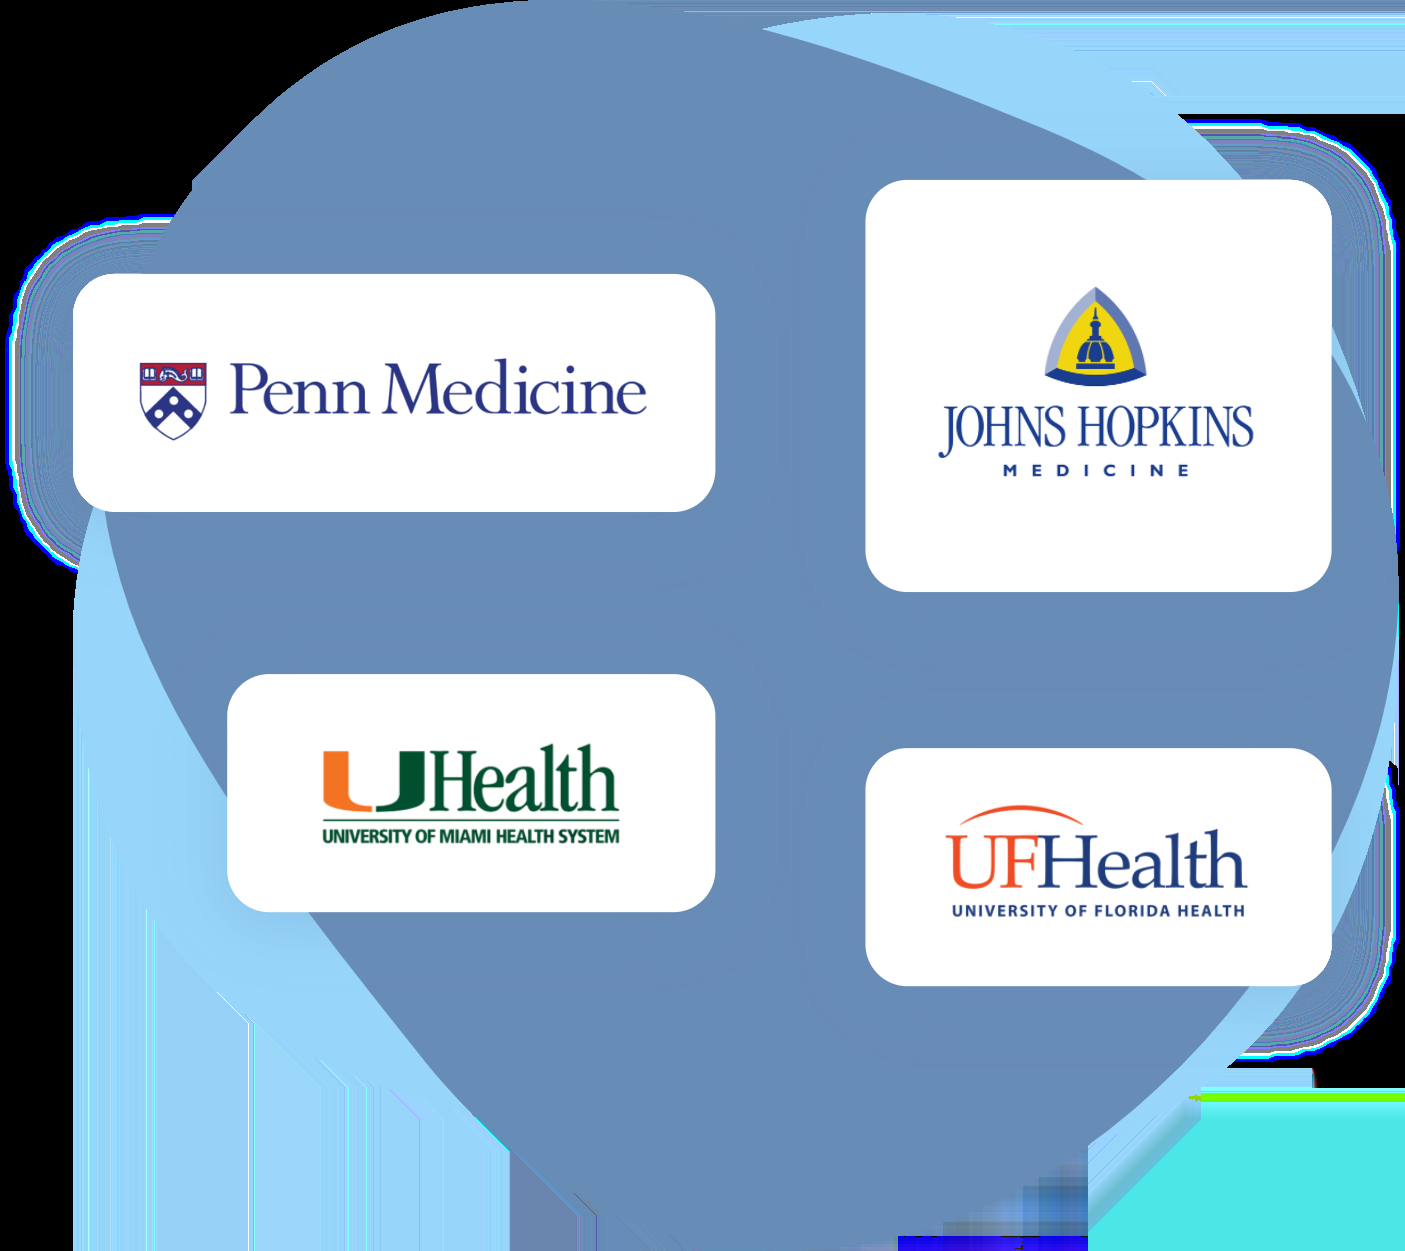 Penn Medicine
JOHNS HOPKINS
MEDICINE
UHealth
UNIVERSITY OF MIAMI HEALTH SYSTEM
UFHealth
UNIVERSITY OF FLORIDA HEALTH